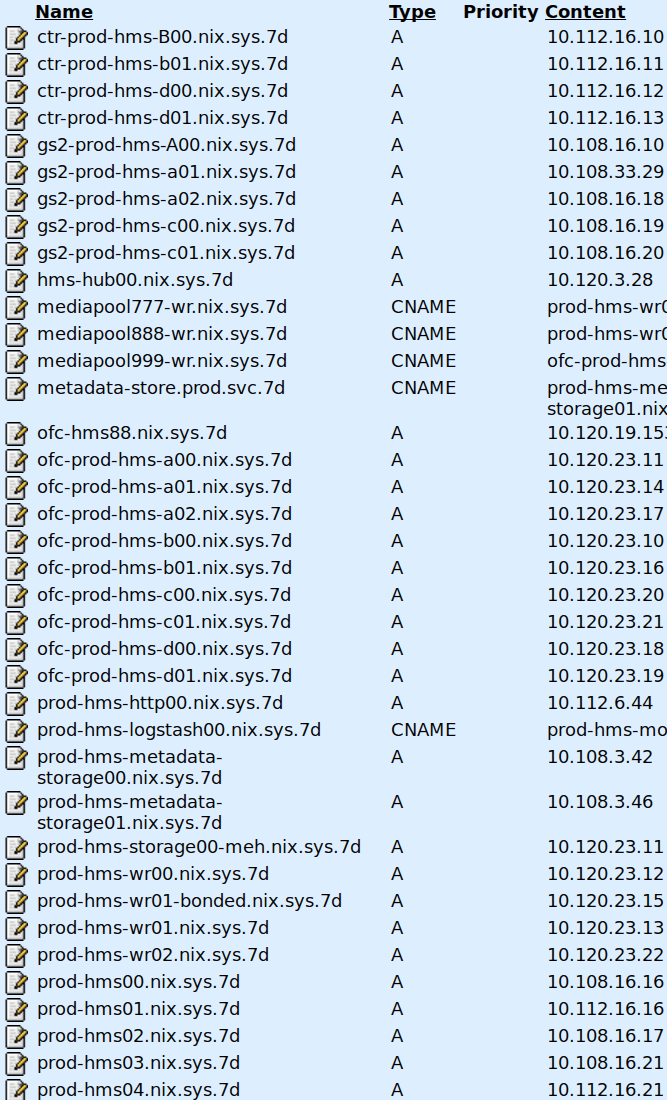 Name Type Priority Content
ctr-prod-hms-B00.nix.sys.7d A 10.112.16.10
ctr-prod-hms-b01.nix.sys.7d A 10.112.16.11
ctr-prod-hms-d00.nix.sys.7d A 10.112.16.12
ctr-prod-hms-d01.nix.sys.7d A 10.112.16.13
gs2-prod-hms-A00.nix.sys.7d A 10.108.16.10
gs2-prod-hms-a01.nix.sys.7d A 10.108.33.29
gs2-prod-hms-a02.nix.sys.7d A 10.108.16.18
gs2-prod-hms-c00.nix.sys.7d A 10.108.16.19
gs2-prod-hms-c01.nix.sys.7d A 10.108.16.20
hms-hub00.nix.sys.7d A 10.120.3.28
mediapool777-wr.nix.sys.7d CNAME prod-hms-wr0
mediapool888-wr.nix.sys.7d CNAME prod-hms-wr0
mediapool999-wr.nix.sys.7d CNAME ofc-prod-hms
metadata-store.prod.svc.7d CNAME prod-hms-me
storage01.nix
ofc-hms88.nix.sys.7d A 10.120.19.153
ofc-prod-hms-a00.nix.sys.7d A 10.120.23.11
ofc-prod-hms-a01.nix.sys.7d A 10.120.23.14
ofc-prod-hms-a02.nix.sys.7d A 10.120.23.17
ofc-prod-hms-b00.nix.sys.7d A 10.120.23.10
ofc-prod-hms-b01.nix.sys.7d A 10.120.23.16
ofc-prod-hms-c00.nix.sys.7d A 10.120.23.20
ofc-prod-hms-c01.nix.sys.7d A 10.120.23.21
ofc-prod-hms-d00.nix.sys.7d A 10.120.23.18
ofc-prod-hms-d01.nix.sys.7d A 10.120.23.19
prod-hms-http00.nix.sys.7d A 10.112.6.44
prod-hms-logstash00.nix.sys.7d CNAME prod-hms-mo
prod-hms-metadata- A 10.108.3.42
storage00.nix.sys.7d
prod-hms-metadata- A 10.108.3.46
storage01.nix.sys.7d
prod-hms-storage00-meh.nix.sys.7d A 10.120.23.11
prod-hms-wr00.nix.sys.7d A 10.120.23.12
prod-hms-wr01-bonded.nix.sys.7d A 10.120.23.15
prod-hms-wr01.nix.sys.7d A 10.120.23.13
prod-hms-wr02.nix.sys.7d A 10.120.23.22
prod-hms00.nix.sys.7d A 10.108.16.16
prod-hms01.nix.sys.7d A 10.112.16.16
prod-hms02.nix.sys.7d A 10.108.16.17
prod-hms03.nix.sys.7d A 10.108.16.21
prod-hms04.nix.sys.7d A 10.112.16.21